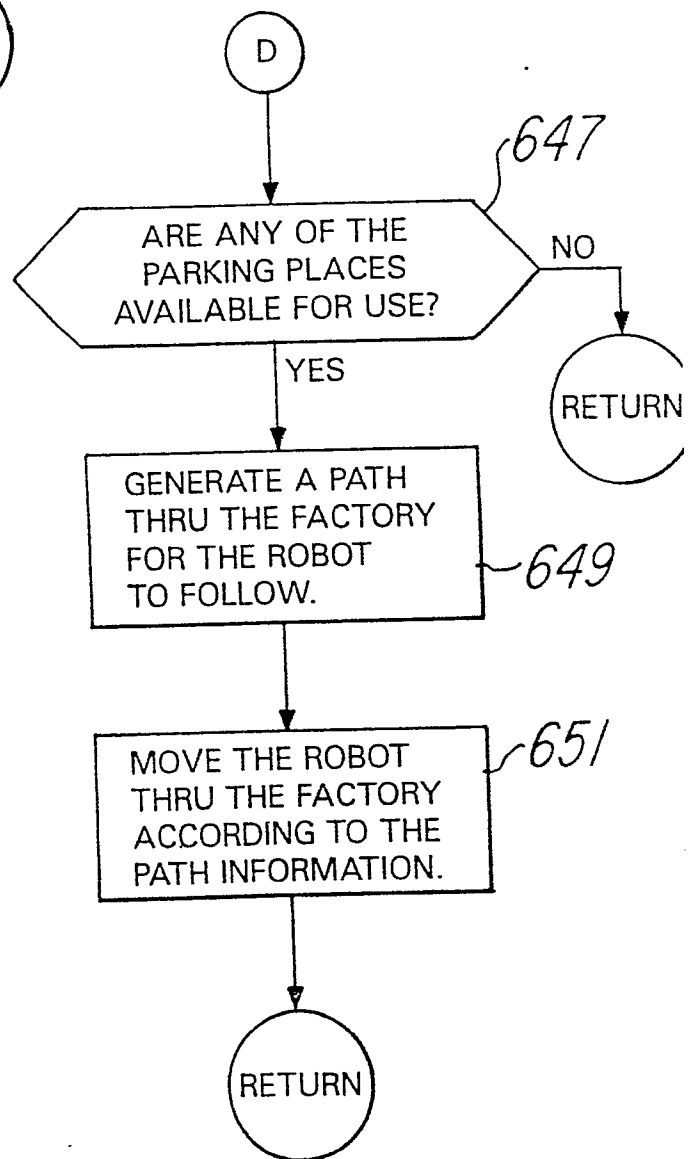 D
647
ARE ANY OF THE
PARKING PLACES
AVAILABLE FOR USE?
NO
YES
RETURN
GENERATE A PATH
THRU THE FACTORY
FOR THE ROBOT
TO FOLLOW.
649
651
MOVE THE ROBOT
THRU THE FACTORY
ACCORDING TO THE
PATH INFORMATION.
RETURN